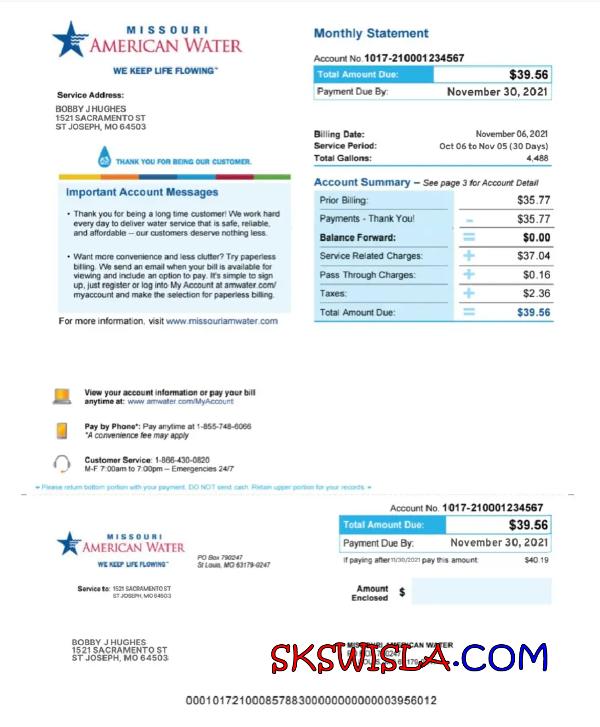 MISSOURI
AMERICAN WATER
WE KEEP LIFE FLOWING™
Service Address:
BOBBY J HUGHES
1521 SACRAMENTO ST
ST JOSEPH, MO 64503
Monthly Statement
Account No. 1017-210001234567
Total Amount Due: $39.56
Payment Due By: November 30, 2021
Billing Date: November 06, 2021
Service Period: Oct 06 to Nov 05 (30 Days)
Total Gallons: 4,488
THANK YOU FOR BEING OUR CUSTOMER.
Important Account Messages
• Thank you for being a long time customer! We work hard
every day to deliver water service that is safe, reliable,
and affordable – our customers deserve nothing less.
• Want more convenience and less clutter? Try paperless
billing. We send an email when your bill is available for
viewing and include an option to pay. It's simple to sign
up, just register or log into My Account at amwater.com/
myaccount and make the selection for paperless billing.
For more information, visit www.missouriamwater.com
Account Summary – See page 3 for Account Detail
Prior Billing: $35.77
Payments - Thank You! - $35.77
Balance Forward: = $0.00
Service Related Charges: + $37.04
Pass Through Charges: + $0.16
Taxes: + $2.36
Total Amount Due: = $39.56
View your account information or pay your bill
anytime at: www.amwater.com/MyAccount
Pay by Phone*: Pay anytime at 1-855-748-6066
*A convenience fee may apply
Customer Service: 1-866-430-0820
M-F 7:00am to 7:00pm – Emergencies 24/7
Please return bottom portion with your payment. DO NOT send cash. Retain upper portion for your records.
MISSOURI
AMERICAN WATER
WE KEEP LIFE FLOWING™
PO Box 790247
St Louis, MO 63179-0247
Service to: 1521 SACRAMENTO ST
ST JOSEPH, MO 64503
Account No. 1017-210001234567
Total Amount Due: $39.56
Payment Due By: November 30, 2021
If paying after 11/30/2021 pay this amount: $40.19
Amount
Enclosed $
BOBBY J HUGHES
1521 SACRAMENTO ST
ST JOSEPH, MO 64503
MISSOURI AMERICAN WATER
SKSWISLA.COM
00010172100085788300000000000003956012